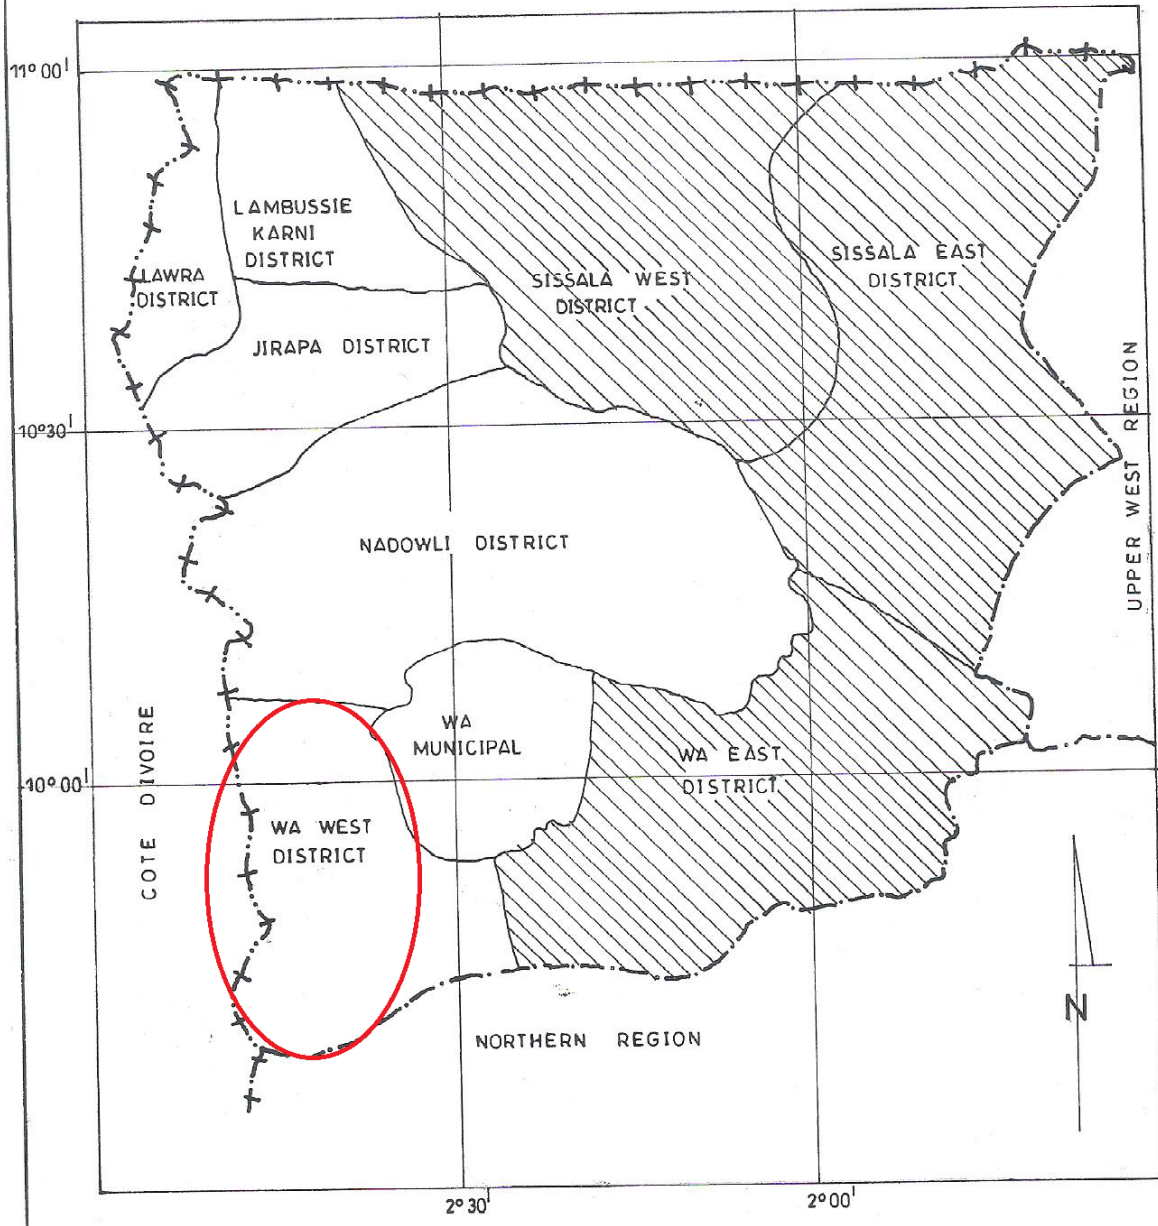 11°00'
LAMBUSSIE
KARNI
DISTRICT
LAWRA
DISTRICT
SISSALA WEST
DISTRICT
SISSALA EAST
DISTRICT
JIRAPA DISTRICT
10°30'
UPPER WEST REGION
NADOWLI DISTRICT
WA
MUNICIPAL
WA EAST
DISTRICT
COTE DIVOIRE
10°00'
WA WEST
DISTRICT
N
NORTHERN REGION
2°30'
2°00'